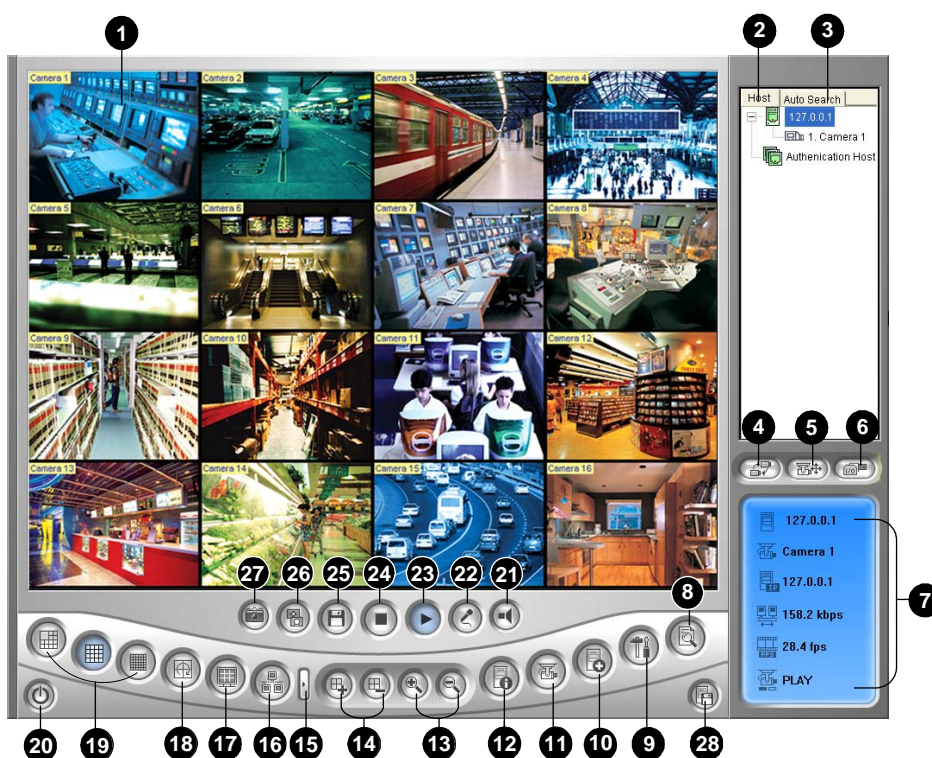 1
2
3
Camera 1
Camera 2
Camera 3
Camera 4
Host
Auto Search
127.0.0.1
1. Camera 1
Authenication Host
Camera 5
Camera 6
Camera 7
Camera 8
Camera 9
Camera 10
Camera 11
Camera 12
4
5
6
I/O
Camera 13
Camera 14
Camera 15
Camera 16
127.0.0.1
Camera 1
127.0.0.1
158.2 kbps
28.4 fps
PLAY
7
27
26
25
24
23
22
21
8
20
19
18
17
16
15
14
13
12
11
10
9
28